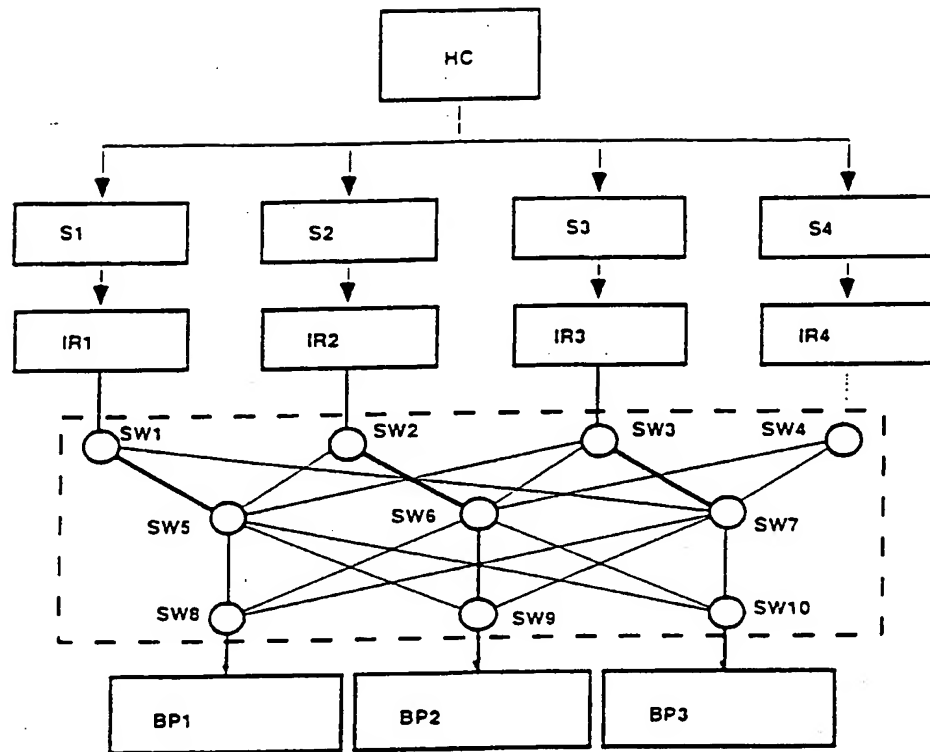 HC
S1 S2 S3 S4
IR1 IR2 IR3 IR4
SW1 SW2 SW3 SW4
SW5 SW6 SW7
SW8 SW9 SW10
BP1 BP2 BP3